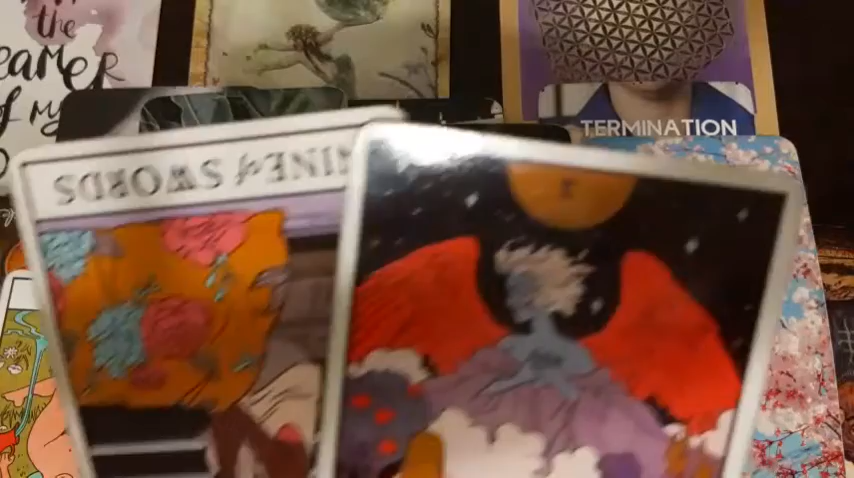 the
eamer
of my
TERMINATION
NINE of SWORDS